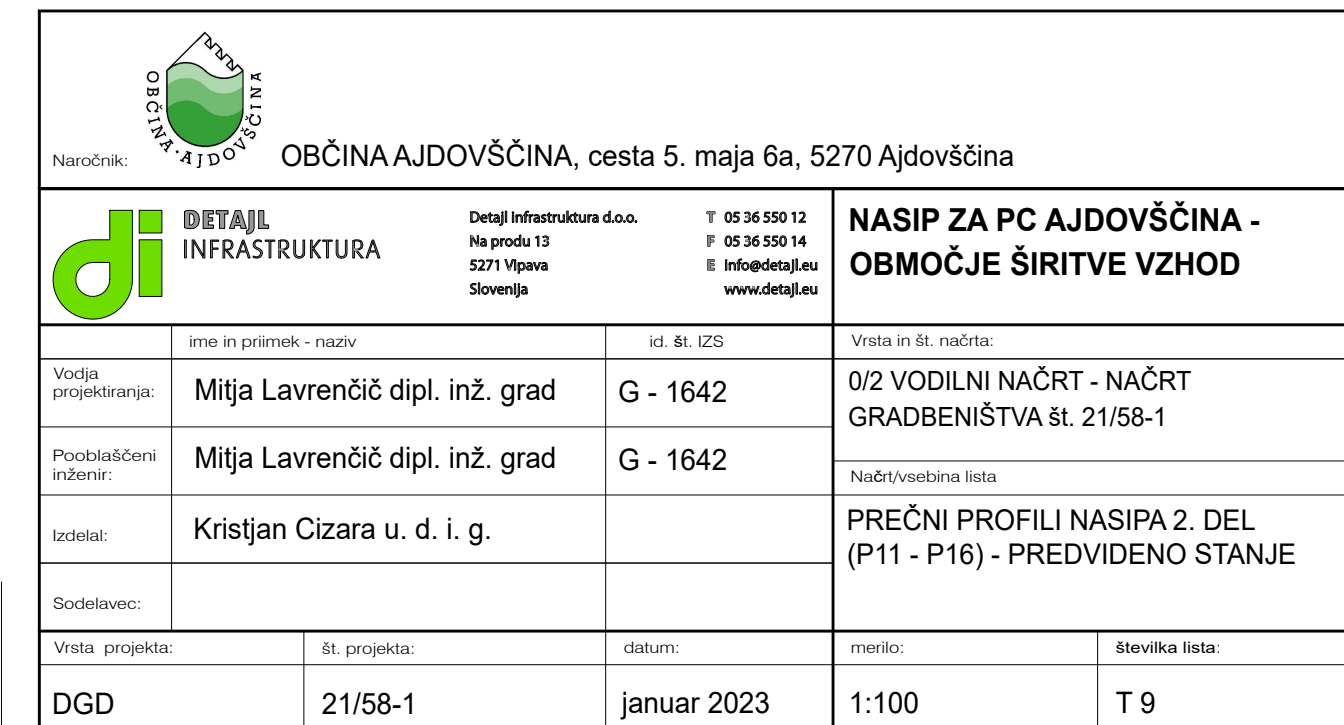 OBČINA · AJDOVŠČINA
Naročnik:
OBČINA AJDOVŠČINA, cesta 5. maja 6a, 5270 Ajdovščina
di
DETAJL
INFRASTRUKTURA
Detajl infrastruktura d.o.o.
Na produ 13
5271 Vipava
Slovenija
T 05 36 550 12
F 05 36 550 14
E info@detajl.eu
www.detajl.eu
NASIP ZA PC AJDOVŠČINA -
OBMOČJE ŠIRITVE VZHOD
ime in priimek - naziv
id. št. IZS
Vrsta in št. načrta:
Vodja
projektiranja:
Mitja Lavrenčič dipl. inž. grad
G - 1642
0/2 VODILNI NAČRT - NAČRT
GRADBENIŠTVA št. 21/58-1
Pooblaščeni
inženir:
Mitja Lavrenčič dipl. inž. grad
G - 1642
Načrt/vsebina lista
Izdelal:
Kristjan Cizara u. d. i. g.
PREČNI PROFILI NASIPA 2. DEL
(P11 - P16) - PREDVIDENO STANJE
Sodelavec:
Vrsta projekta:
št. projekta:
datum:
merilo:
številka lista:
DGD
21/58-1
januar 2023
1:100
T 9